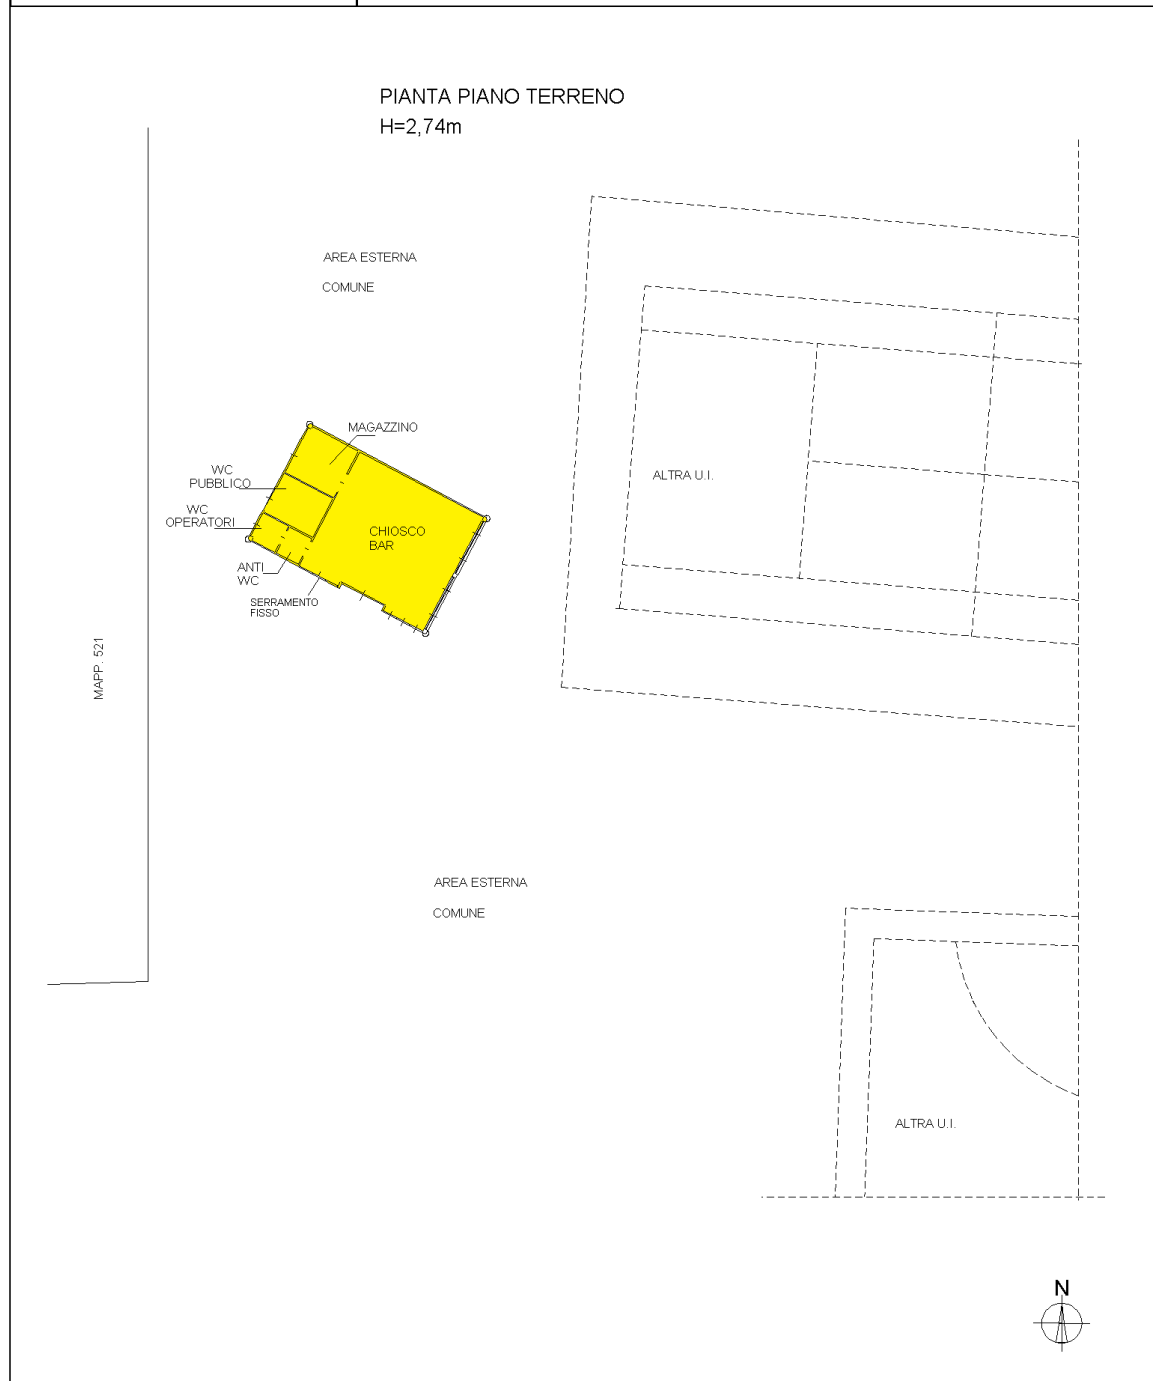 PIANTA PIANO TERRENO
H=2,74m
AREA ESTERNA
COMUNE
MAGAZZINO
WC
PUBBLICO
WC
OPERATORI
CHIOSCO
BAR
ANTI
WC
SERRAMENTO
FISSO
ALTRA U.I.
MAPP. 521
AREA ESTERNA
COMUNE
ALTRA U.I.
N